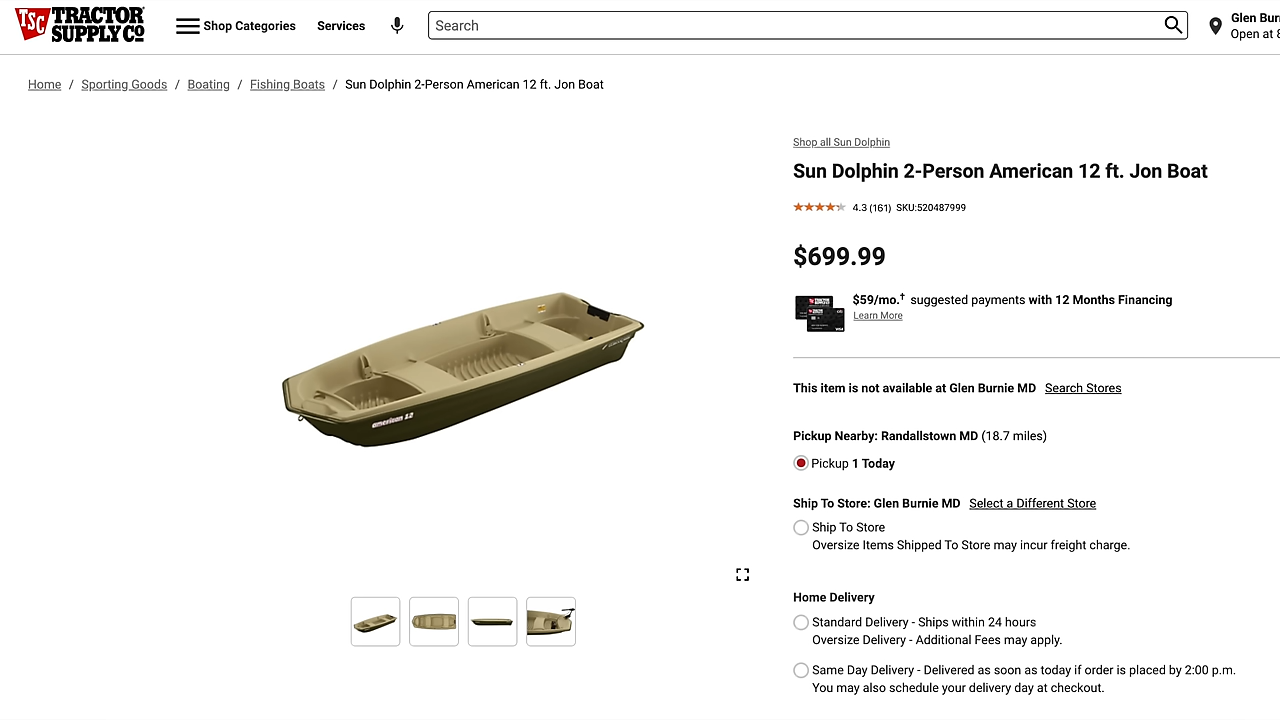 TSC TRACTOR SUPPLY CO
Shop Categories
Services
Search
Glen Bur
Open at 8
Home / Sporting Goods / Boating / Fishing Boats / Sun Dolphin 2-Person American 12 ft. Jon Boat
Shop all Sun Dolphin
Sun Dolphin 2-Person American 12 ft. Jon Boat
4.3 (161) SKU:520487999
$699.99
$59/mo.† suggested payments with 12 Months Financing
Learn More
This item is not available at Glen Burnie MD Search Stores
Pickup Nearby: Randallstown MD (18.7 miles)
Pickup 1 Today
Ship To Store: Glen Burnie MD Select a Different Store
Ship To Store
Oversize Items Shipped To Store may incur freight charge.
Home Delivery
Standard Delivery - Ships within 24 hours
Oversize Delivery - Additional Fees may apply.
Same Day Delivery - Delivered as soon as today if order is placed by 2:00 p.m.
You may also schedule your delivery day at checkout.
american 12